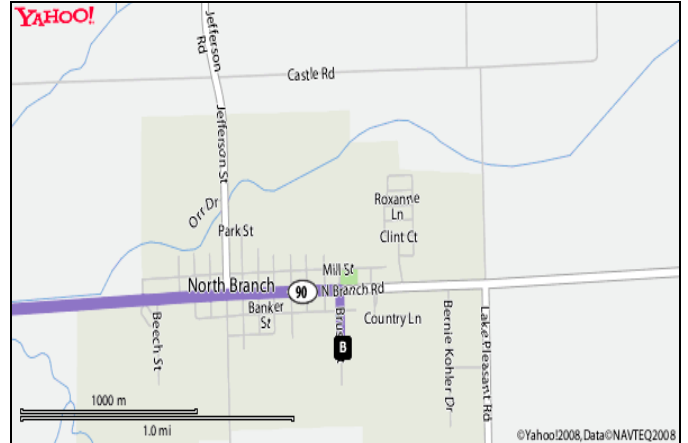 YAHOO!
Jefferson
Rd
Castle Rd
Jefferson St
Orr Dr
Park St
Roxanne
Ln
Clint Ct
Mill St
North Branch
90
N Branch Rd
Banker
St
Beech St
Country Ln
B
Bernie Kohler Dr
Lake Pleasant Rd
1000 m
1.0 mi
©Yahoo!2008, Data©NAVTEQ2008